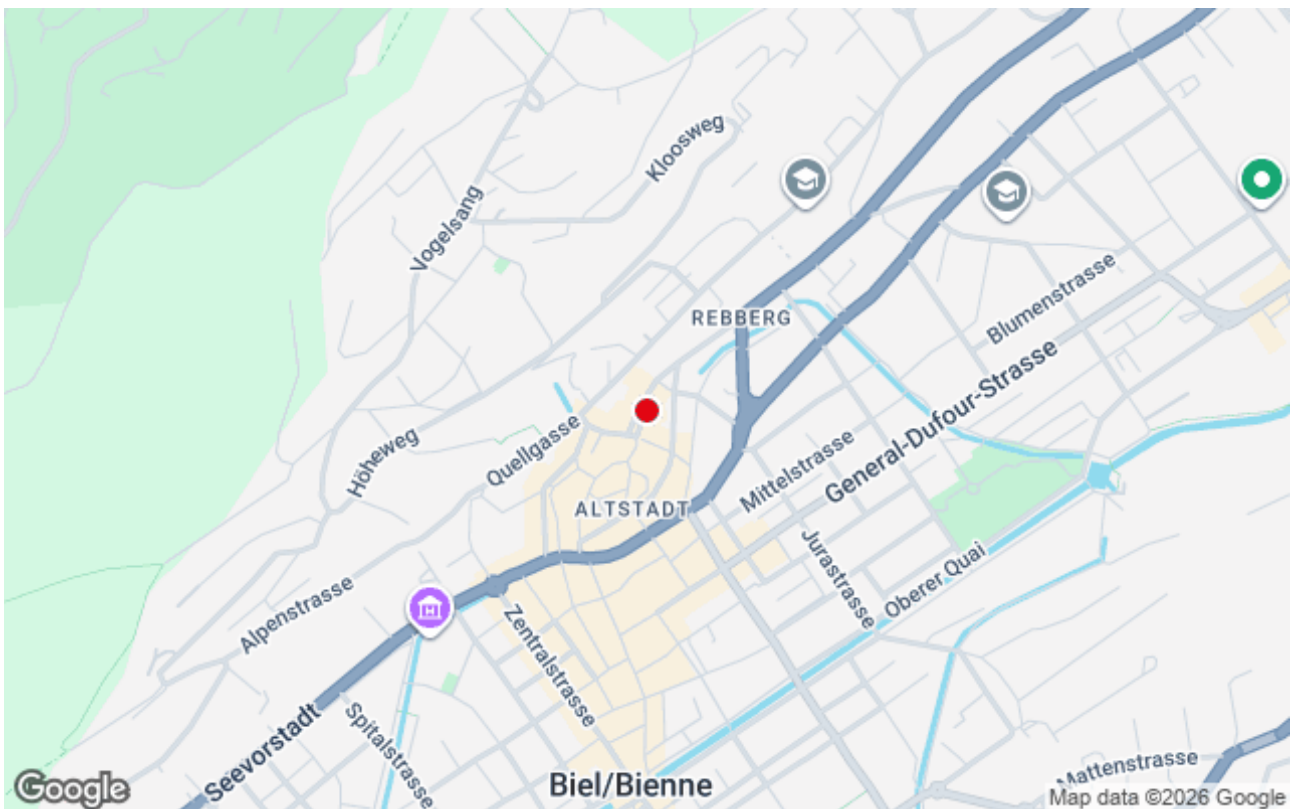 Kloosweg
Vogelsang
REBBERG
Blumenstrasse
General-Dufour-Strasse
Höheweg
Quellgasse
Mittelstrasse
ALTSTADT
Jurastrasse
Oberer Quai
Alpenstrasse
Zentralstrasse
Seevorstadt
Spitalstrasse
Mattenstrasse
Biel/Bienne
Google
Map data ©2026 Google